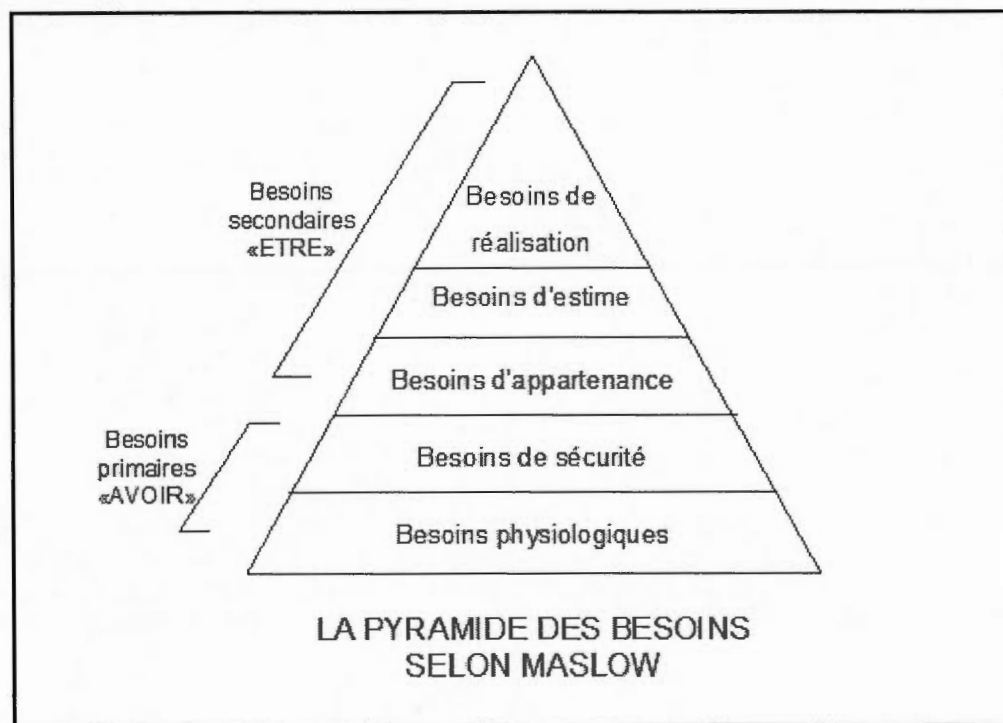 Besoins de
réalisation
Besoins d'estime
Besoins d'appartenance
Besoins de sécurité
Besoins physiologiques
Besoins
secondaires
«ETRE»
Besoins
primaires
«AVOIR»
LA PYRAMIDE DES BESOINS
SELON MASLOW